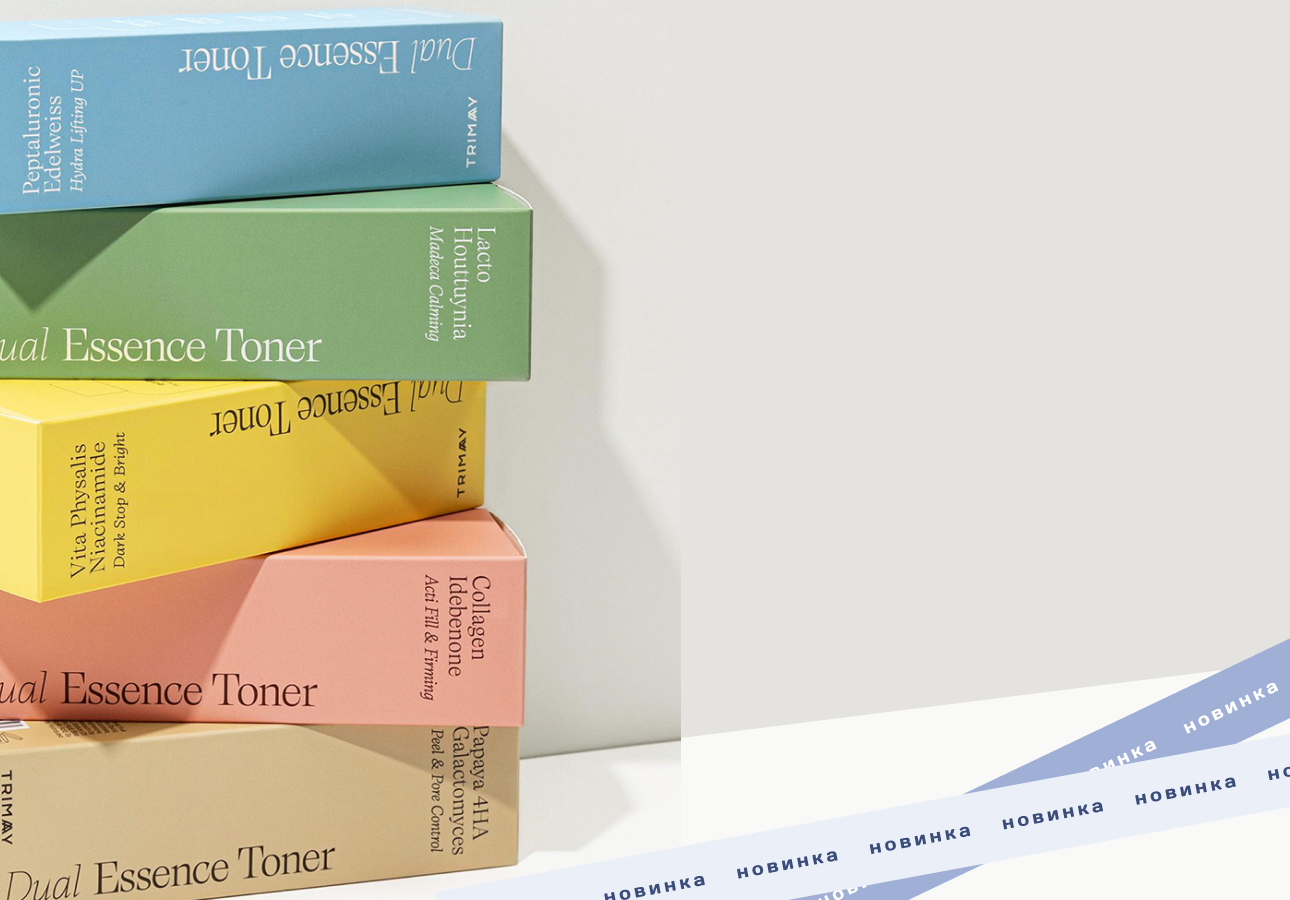 Dual Essence Toner
Peptaluronic
Edelweiss
Hydra Lifting UP
TRIMAY
Lacto
Houttuynia
Madeca Calming
Essence Toner
Dual Essence Toner
Vita Physalis
Niacinamide
Dark Stop & Bright
TRIMAY
Collagen
Idebenone
Acti Fill & Firming
Essence Toner
Papaya 4HA
Galactomyces
Peel & Pore Control
TRIMAY
Dual Essence Toner
новинка
новинка новинка новинка новинка новинка